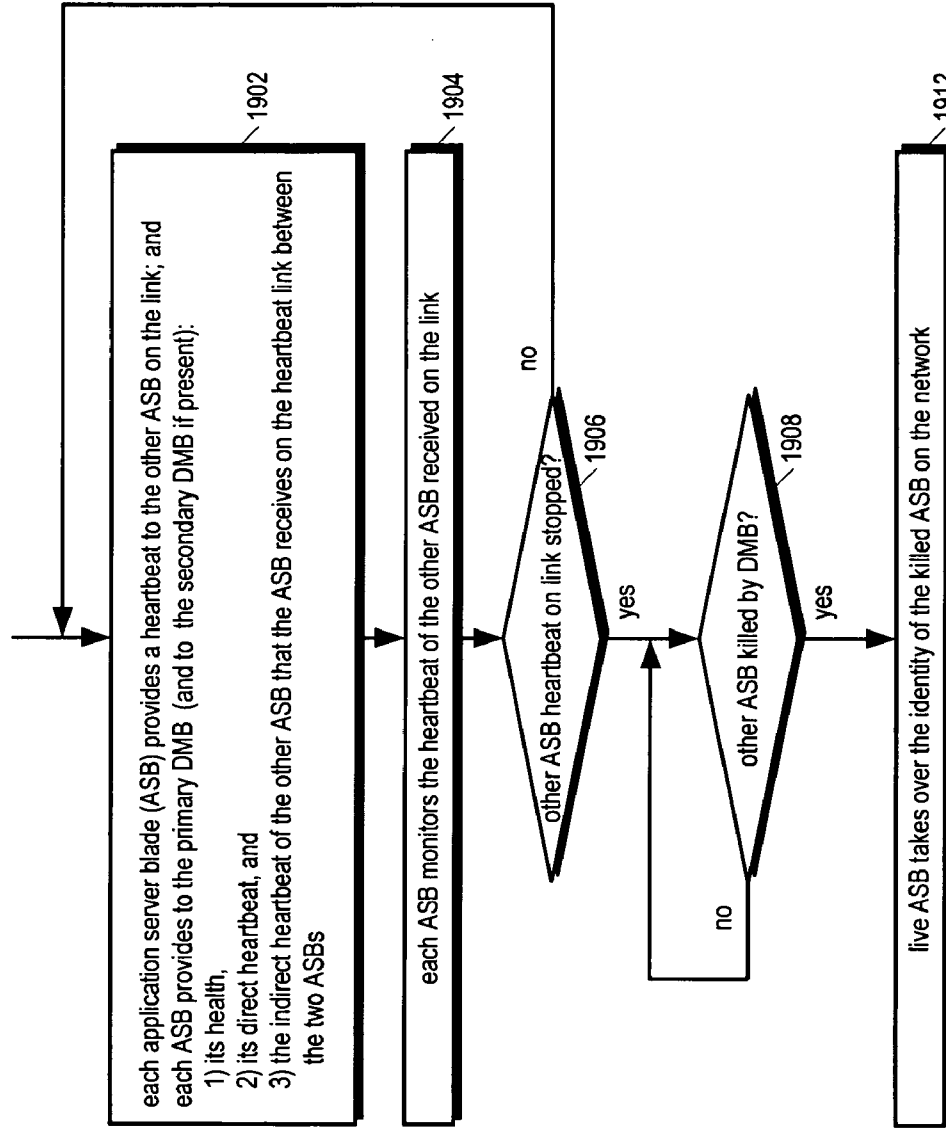 each application server blade (ASB) provides a heartbeat to the other ASB on the link; and
each ASB provides to the primary DMB (and to the secondary DMB if present):
1) its health,
2) its direct heartbeat, and
3) the indirect heartbeat of the other ASB that the ASB receives on the heartbeat link between
the two ASBs
1902
each ASB monitors the heartbeat of the other ASB received on the link
1904
other ASB heartbeat on link stopped?
1906
no
yes
other ASB killed by DMB?
1908
no
yes
live ASB takes over the identity of the killed ASB on the network
1912